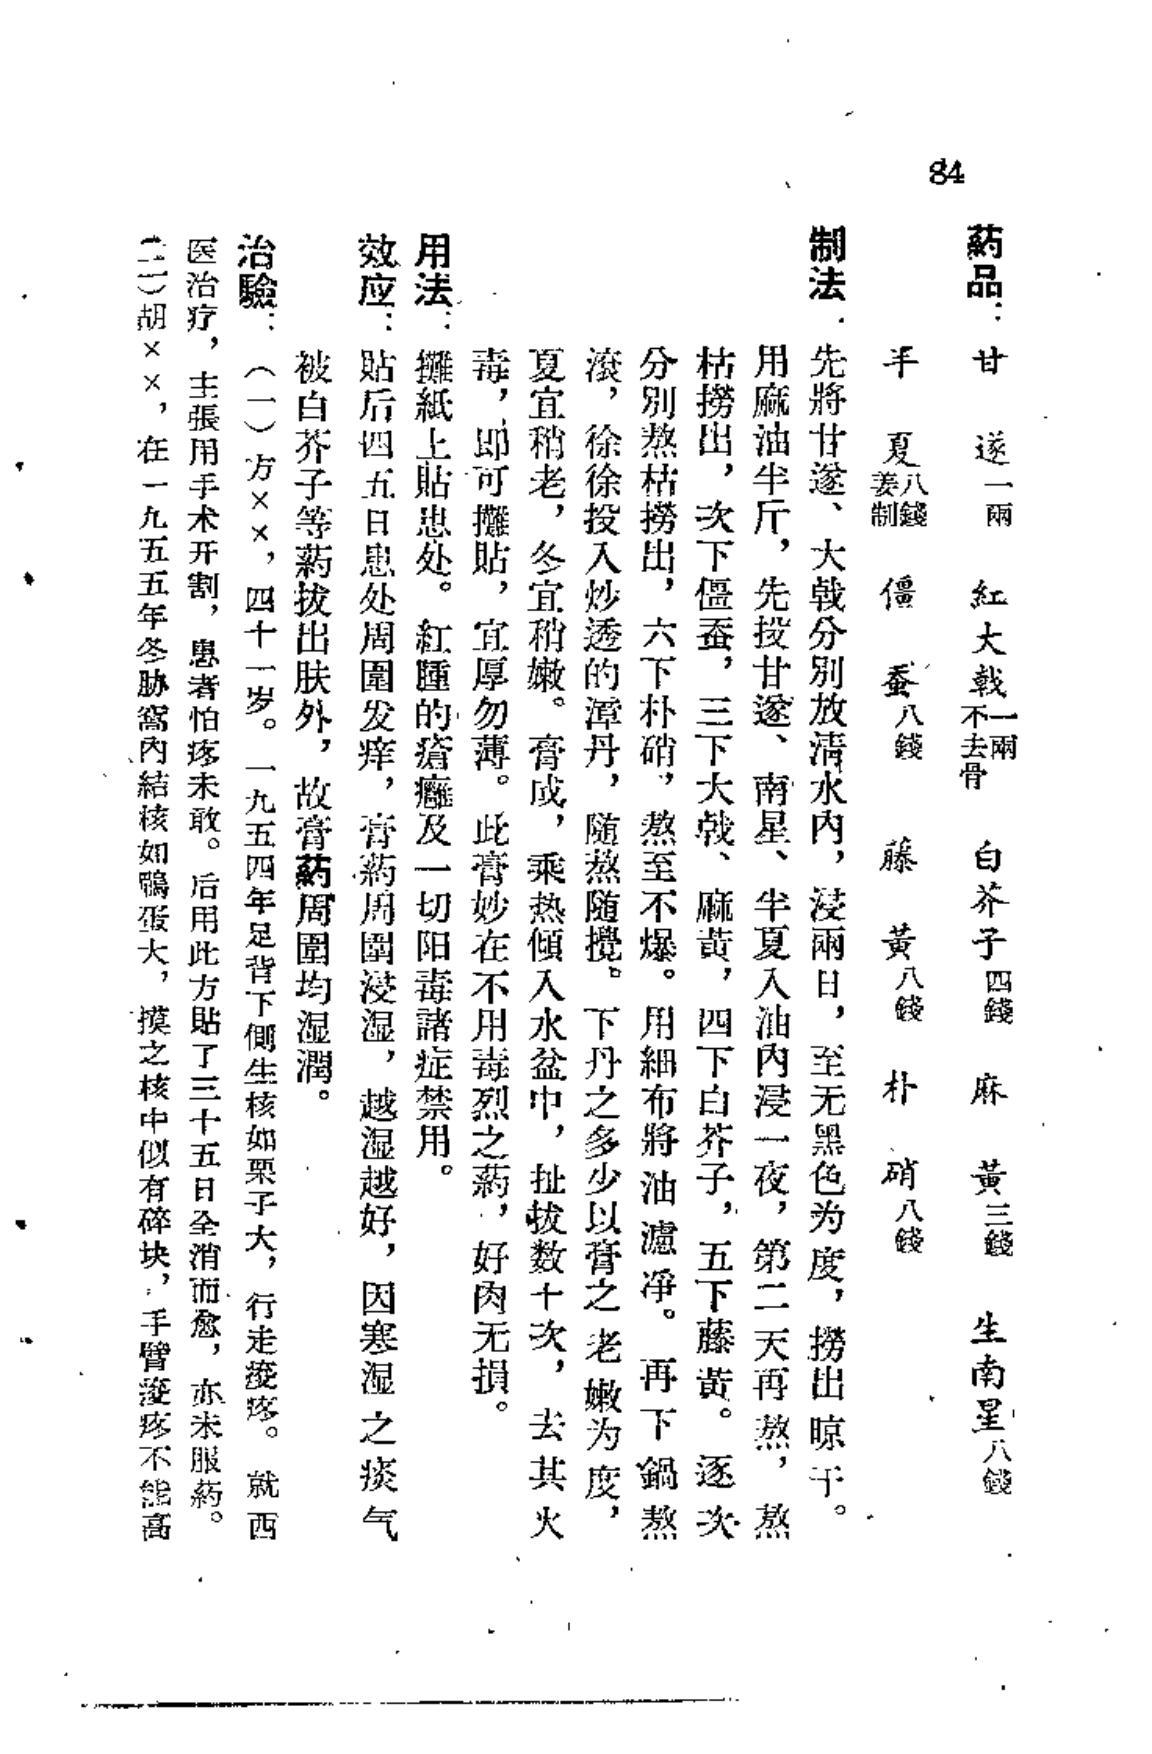 84
藥品：甘遂一兩 紅大戟一兩不去骨 白芥子四錢 麻黃三錢 生南星八錢
半夏八錢姜制 僵蚕八錢 藤黃八錢 朴硝八錢
制法：先將甘遂、大戟分別放清水內，浸兩日，至无黑色为度，撈出晾干。
用麻油半斤，先投甘遂、南星、半夏入油內浸一夜，第二天再熬，熬
枯撈出，次下僵蚕，三下大戟、麻黃，四下白芥子，五下藤黃。逐次
分別熬枯撈出，六下朴硝，熬至不爆。用細布將油濾凈。再下鍋熬
滾，徐徐投入炒透的漳丹，隨熬隨攪。下丹之多少以膏之老嫩为度，
夏宜稍老，冬宜稍嫩。膏成，乘热傾入水盆中，扯拔数十次，去其火
毒，即可攤貼，宜厚勿薄。此膏妙在不用毒烈之葯，好肉无損。
用法：攤紙上貼患处。紅腫的瘡癰及一切阳毒諸症禁用。
效应：貼后四五日患处周圍发痒，膏葯周圍浸湿，越湿越好，因寒湿之痰气
被白芥子等葯拔出肤外，故膏葯周圍均湿潤。
治驗：（一）方××，四十一岁。一九五四年足背下側生核如栗子大，行走痠疼。就西
医治疗，主張用手术开割，患者怕疼未敢。后用此方貼了三十五日全消而愈，亦未服葯。
（二）胡××，在一九五五年冬胁窩內結核如鴨蛋大，摸之核中似有碎块，手臂痠疼不能高